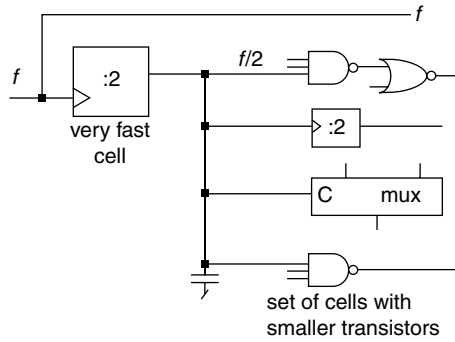 f
f
:2
f/2
very fast
cell
:2
C mux
set of cells with
smaller transistors